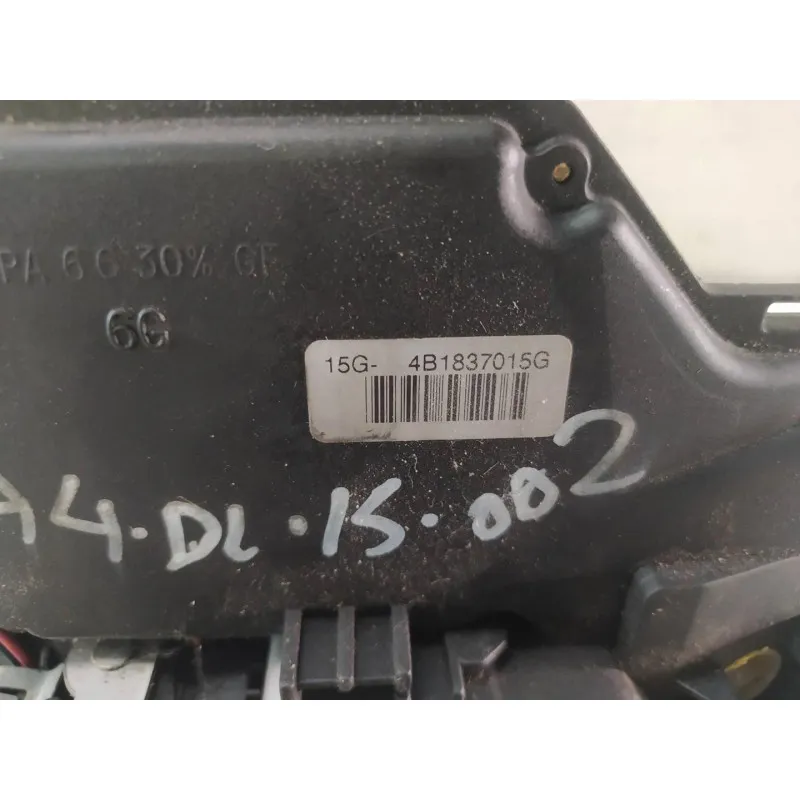 PA 6 G 30% GF
6G
15G- 4B1837015G
A4·DL·15·002